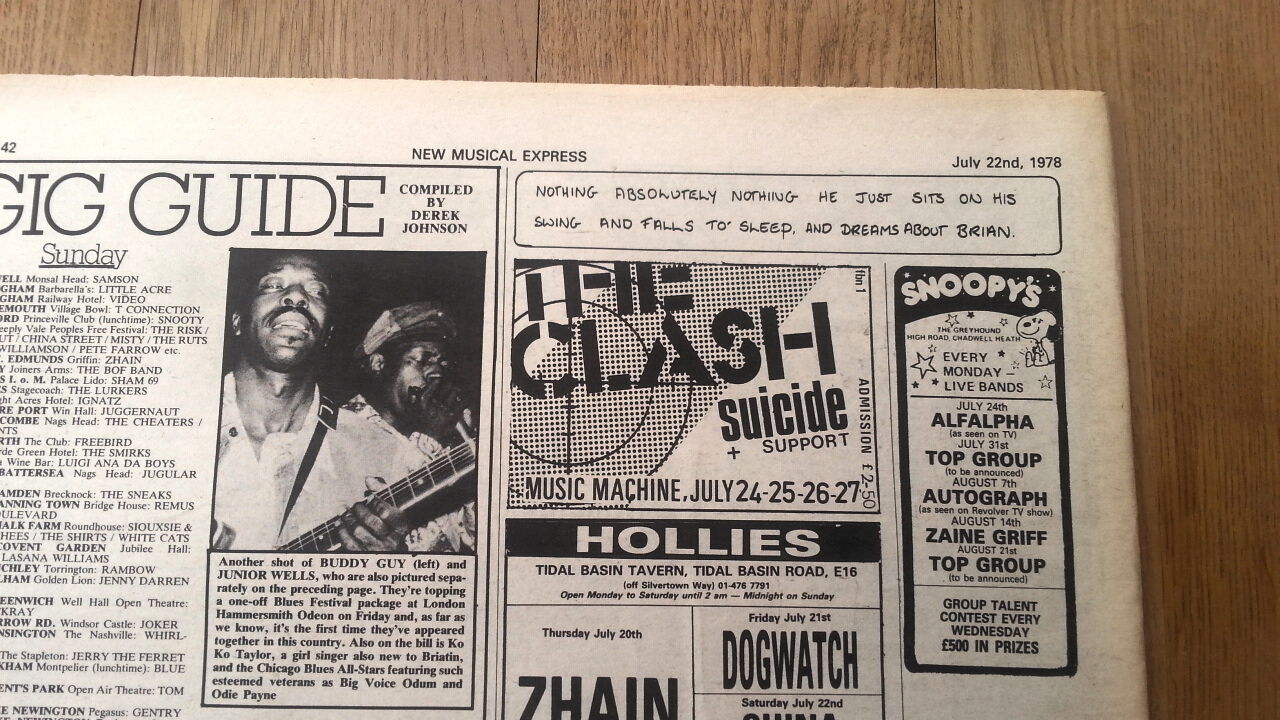 42
NEW MUSICAL EXPRESS
July 22nd, 1978
GIG GUIDE
COMPILED
BY
DEREK
JOHNSON
Sunday
Monsal Head: SAMSON
Barbarella's: LITTLE ACRE
Railway Hotel: VIDEO
Village Bowl: T CONNECTION
Princeville Club (lunchtime): SNOOTY
Vale Peoples Free Festival: THE RISK /
/ CHINA STREET / MISTY / THE RUTS
WILLIAMSON / PETE FARROW etc.
EDMUNDS Griffin: ZHAIN
Joiners Arms: THE BOF BAND
I. o M. Palace Lido: SHAM 69
Stagecoach: THE LURKERS
Acres Hotel: IGNATZ
PORT Win Hall: JUGGERNAUT
Nags Head: THE CHEATERS /
The Club: FREEBIRD
Green Hotel: THE SMIRKS
Wine Bar: LUIGI ANA DA BOYS
BATTERSEA Nags Head: JUGULAR
Brecknock: THE SNEAKS
TOWN Bridge House: REMUS
FARM Roundhouse: SIOUXSIE &
/ THE SHIRTS / WHITE CATS
COVENT GARDEN Jubilee Hall:
LASANA WILLIAMS
Torrington: RAMBOW
Golden Lion: JENNY DARREN
Well Hall Open Theatre:
RD. Windsor Castle: JOKER
The Nashville: WHIRL-
The Stapleton: JERRY THE FERRET
Montpelier (lunchtime): BLUE
PARK Open Air Theatre: TOM
NEWINGTON Pegasus: GENTRY
Another shot of BUDDY GUY (left) and
JUNIOR WELLS, who are also pictured sepa-
rately on the preceding page. They're topping
a one-off Blues Festival package at London
Hammersmith Odeon on Friday and, as far as
we know, it's the first time they've appeared
together in this country. Also on the bill is Ko
Ko Taylor, a girl singer also new to Briatin,
and the Chicago Blues All-Stars featuring such
esteemed veterans as Big Voice Odum and
Odie Payne
NOTHING ABSOLUTELY NOTHING HE JUST SITS ON HIS
SWING AND FALLS TO SLEEP, AND DREAMS ABOUT BRIAN.
THE
CLASH
suicide
+ SUPPORT
ADMISSION £2·50
MUSIC MACHINE, JULY 24-25-26-27
HOLLIES
TIDAL BASIN TAVERN, TIDAL BASIN ROAD, E16
(off Silvertown Way) 01-476 7791
Open Monday to Saturday until 2 am — Midnight on Sunday
Thursday July 20th
ZHAIN
Friday July 21st
DOGWATCH
Saturday July 22nd
CHINA
SNOOPY'S
THE GREYHOUND
HIGH ROAD, CHADWELL HEATH
EVERY
MONDAY –
LIVE BANDS
JULY 24th
ALFALPHA
(as seen on TV)
JULY 31st
TOP GROUP
(to be announced)
AUGUST 7th
AUTOGRAPH
(as seen on Revolver TV show)
AUGUST 14th
ZAINE GRIFF
AUGUST 21st
TOP GROUP
(to be announced)
GROUP TALENT
CONTEST EVERY
WEDNESDAY
£500 IN PRIZES